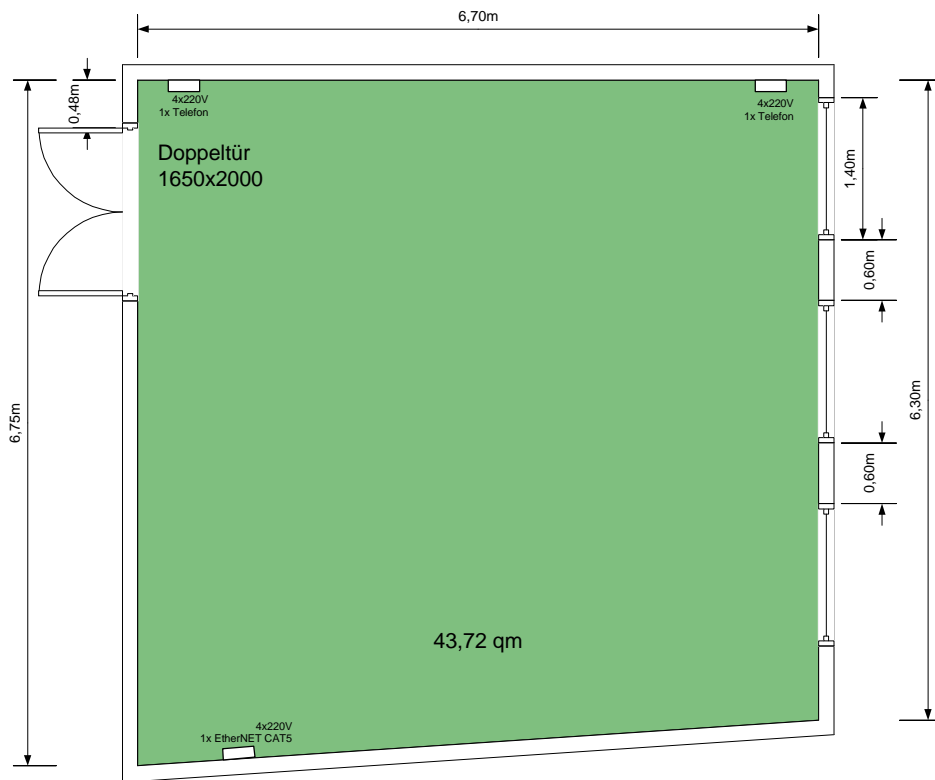 6,70m
0,48m
4x220V
1x Telefon
4x220V
1x Telefon
Doppeltür
1650x2000
1,40m
0,60m
6,75m
6,30m
0,60m
43,72 qm
4x220V
1x EtherNET CAT5